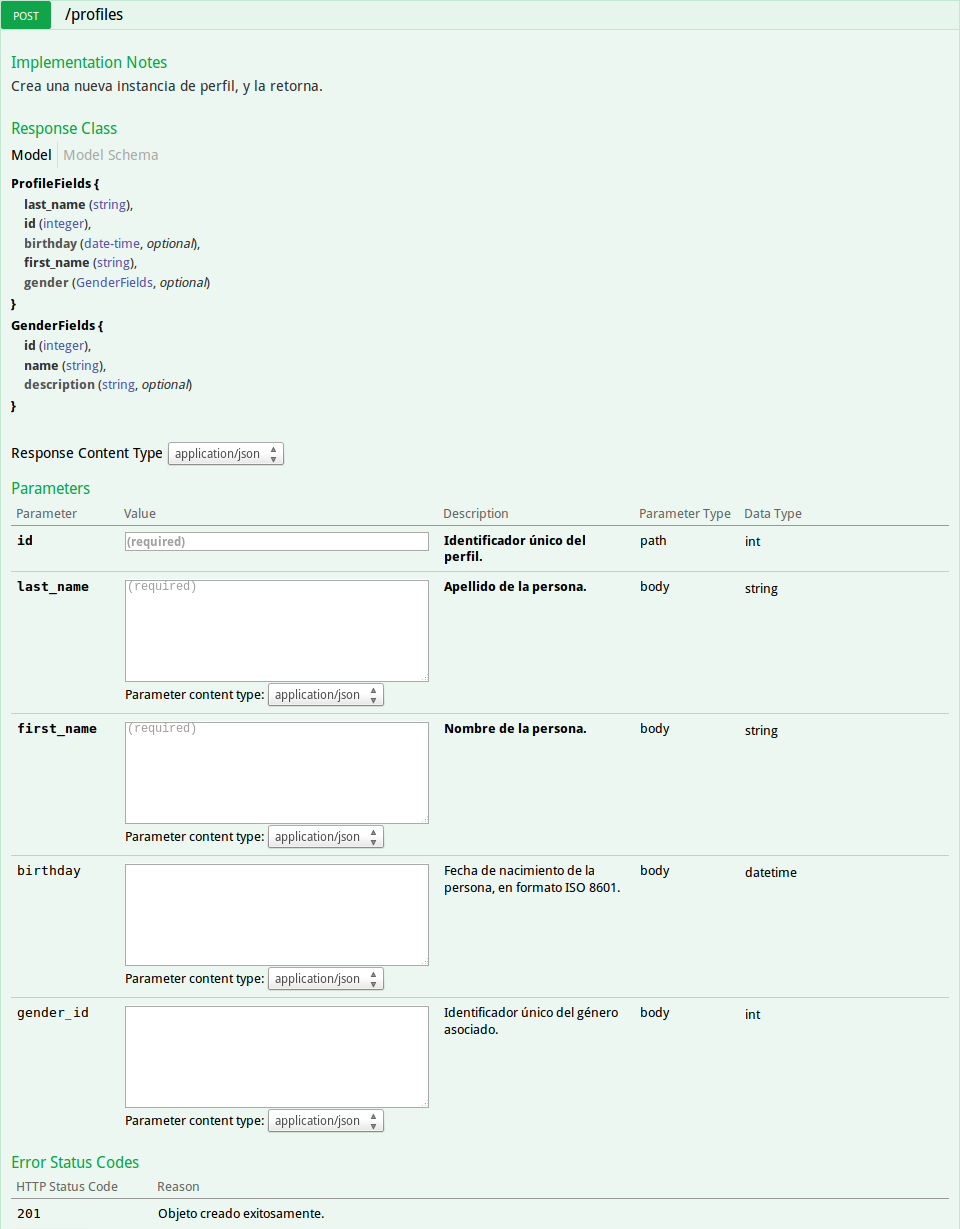 POST /profiles
Implementation Notes
Crea una nueva instancia de perfil, y la retorna.
Response Class
Model Model Schema
ProfileFields {
last_name (string),
id (integer),
birthday (date-time, optional),
first_name (string),
gender (GenderFields, optional)
}
GenderFields {
id (integer),
name (string),
description (string, optional)
}
Response Content Type application/json
Parameters
Parameter Value Description Parameter Type Data Type
id (required) Identificador único del path int
perfil.
last_name (required) Apellido de la persona. body string
Parameter content type: application/json
first_name (required) Nombre de la persona. body string
Parameter content type: application/json
birthday Fecha de nacimiento de la body datetime
persona, en formato ISO 8601.
Parameter content type: application/json
gender_id Identificador único del género body int
asociado.
Parameter content type: application/json
Error Status Codes
HTTP Status Code Reason
201 Objeto creado exitosamente.